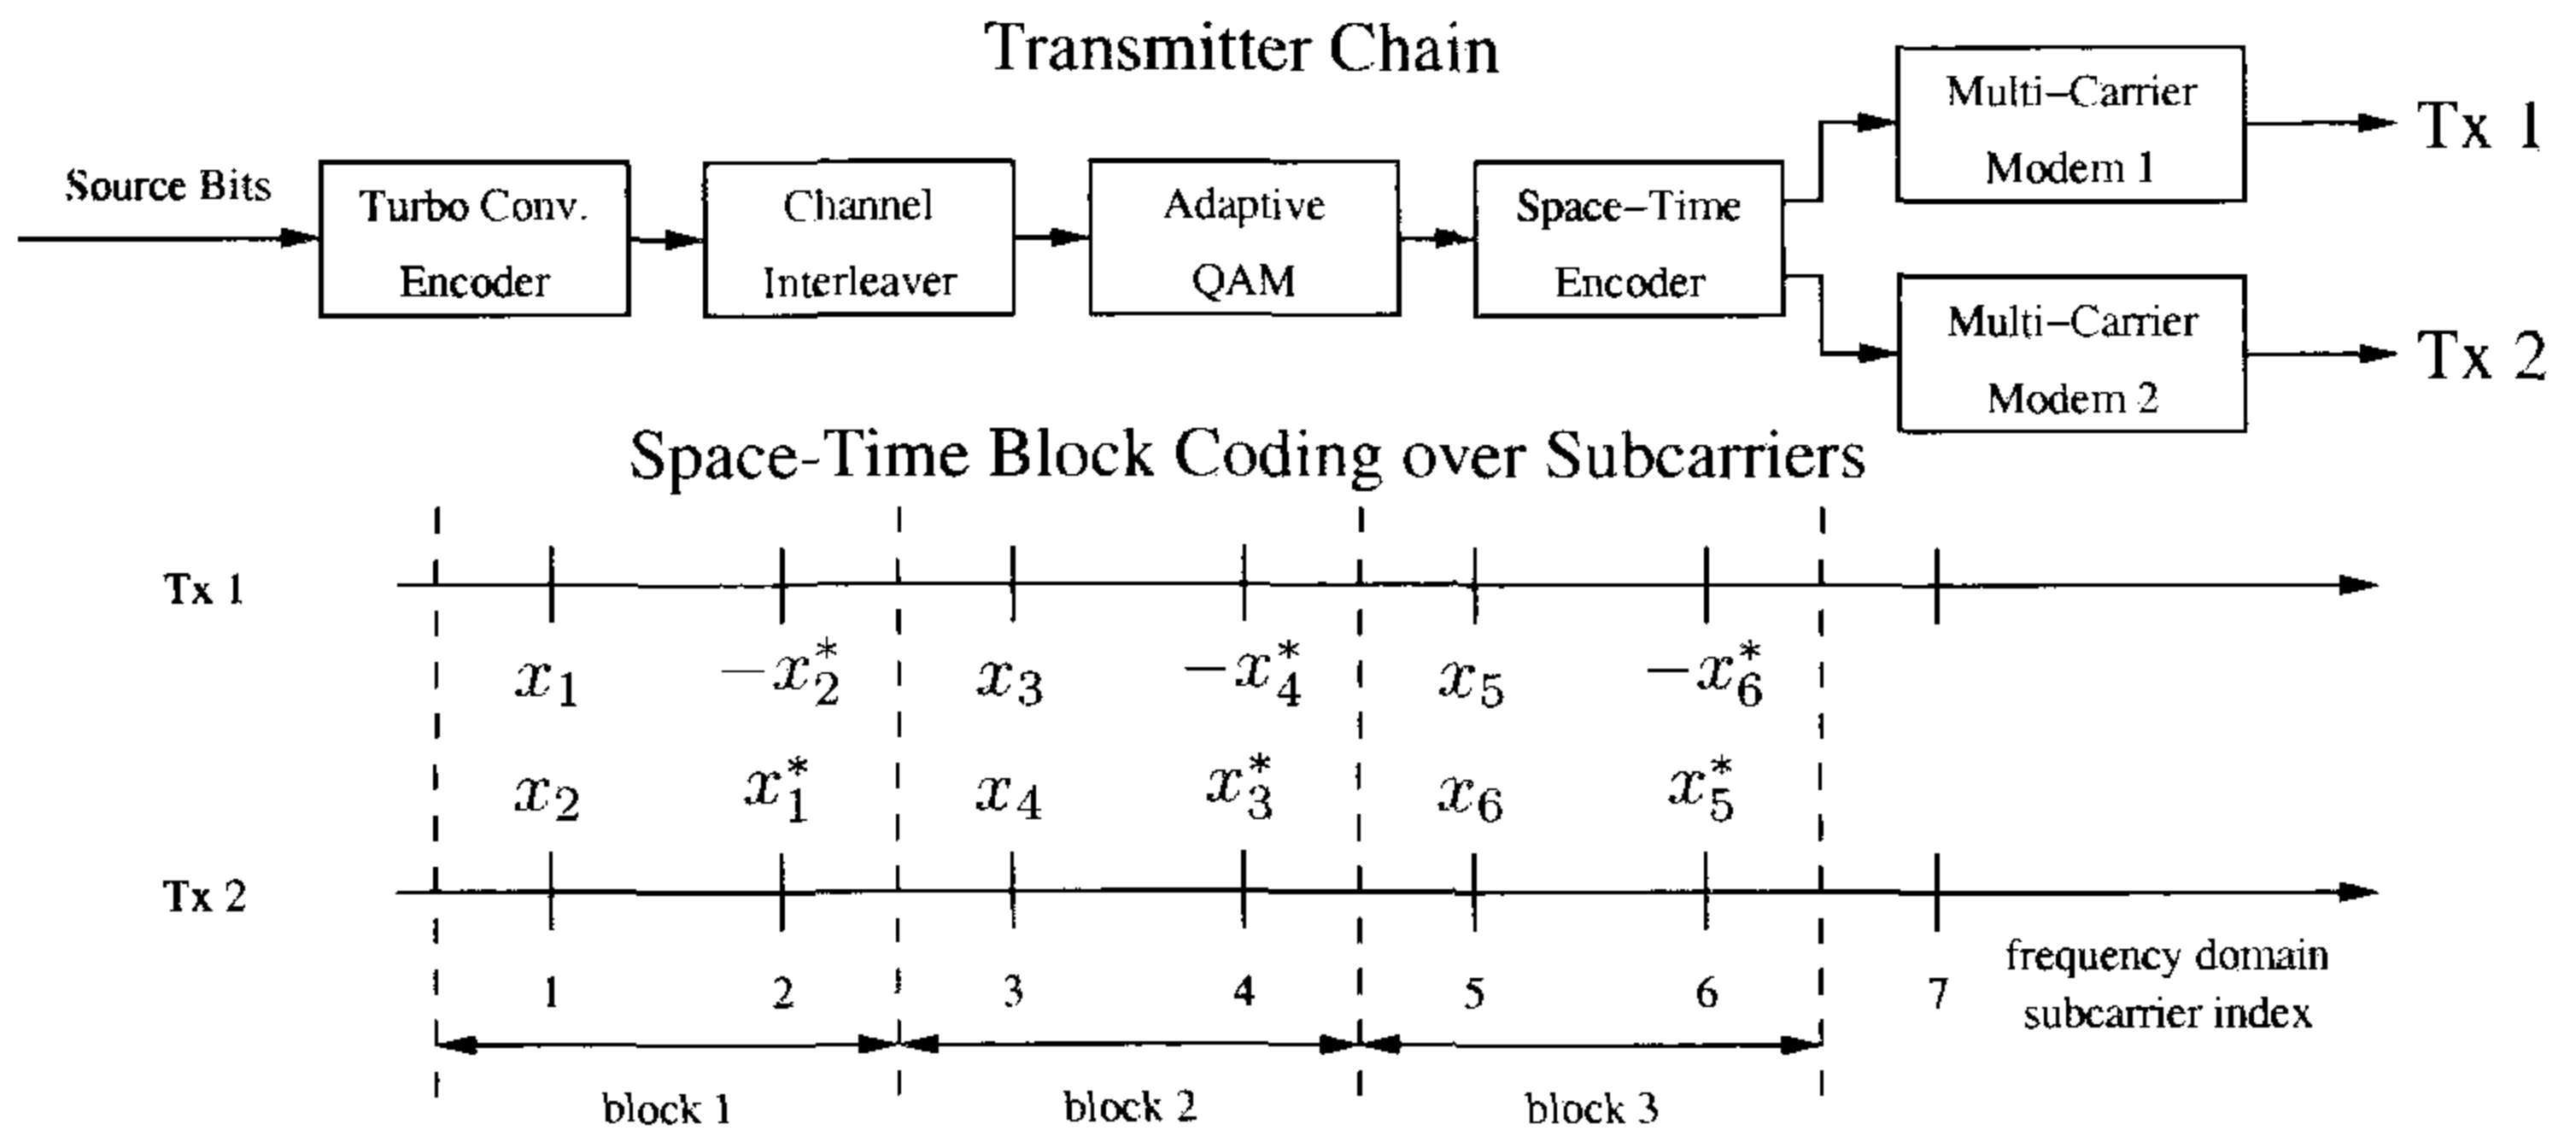 Transmitter Chain
Source Bits
Turbo Conv.
Encoder
Channel
Interleaver
Adaptive
QAM
Space-Time
Encoder
Multi-Carrier
Modem 1
Tx 1
Multi-Carrier
Modem 2
Tx 2
Space-Time Block Coding over Subcarriers
Tx 1
x₁ −x₂* x₃ −x₄* x₅ −x₆*
x₂ x₁* x₄ x₃* x₆ x₅*
Tx 2
1 2 3 4 5 6 7
frequency domain
subcarrier index
block 1 block 2 block 3